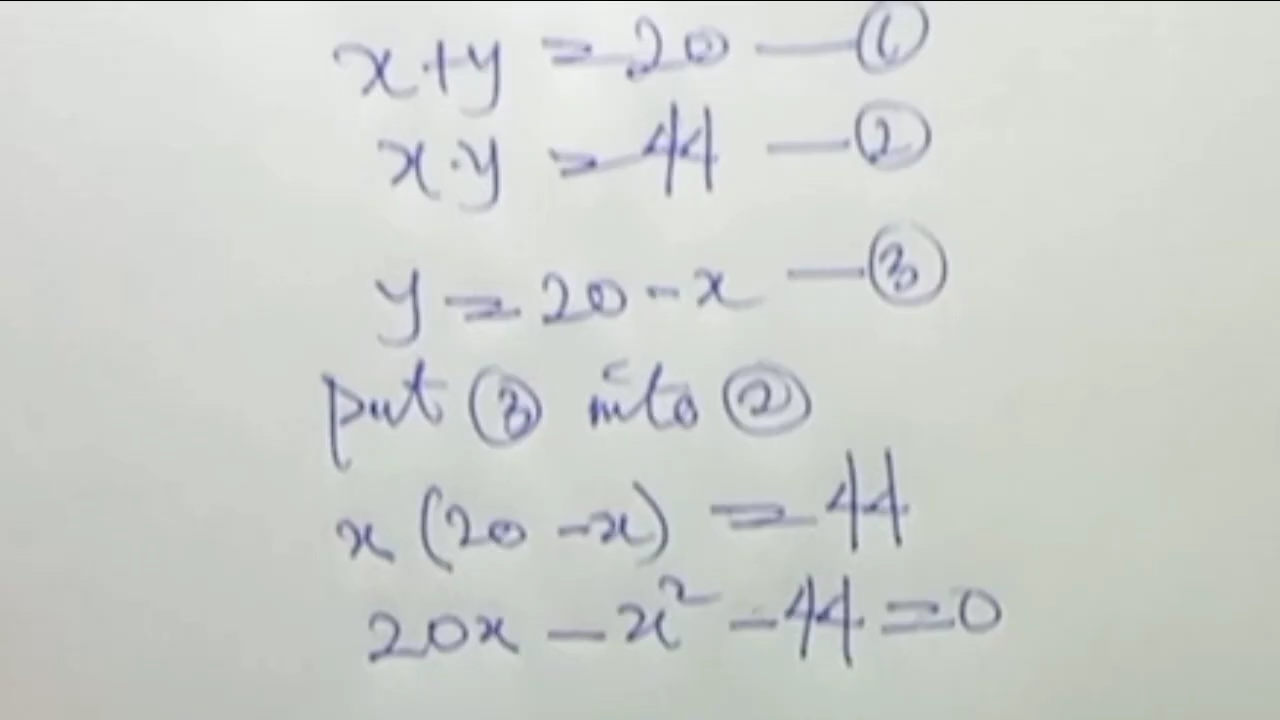 x+y = 20 — ①
x·y = 44 — ②
y = 20 - x — ③
put ③ into ②
x (20 - x) = 44
20x - x² - 44 = 0